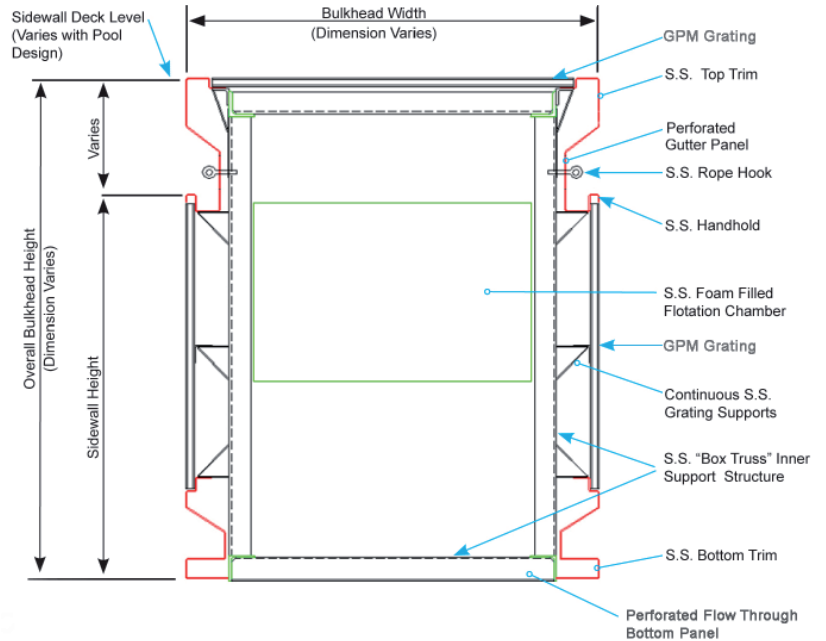 Sidewall Deck Level
(Varies with Pool
Design)
Bulkhead Width
(Dimension Varies)
GPM Grating
S.S. Top Trim
Perforated
Gutter Panel
S.S. Rope Hook
S.S. Handhold
S.S. Foam Filled
Flotation Chamber
GPM Grating
Continuous S.S.
Grating Supports
S.S. “Box Truss” Inner
Support Structure
S.S. Bottom Trim
Perforated Flow Through
Bottom Panel
Varies
Overall Bulkhead Height
(Dimension Varies)
Sidewall Height